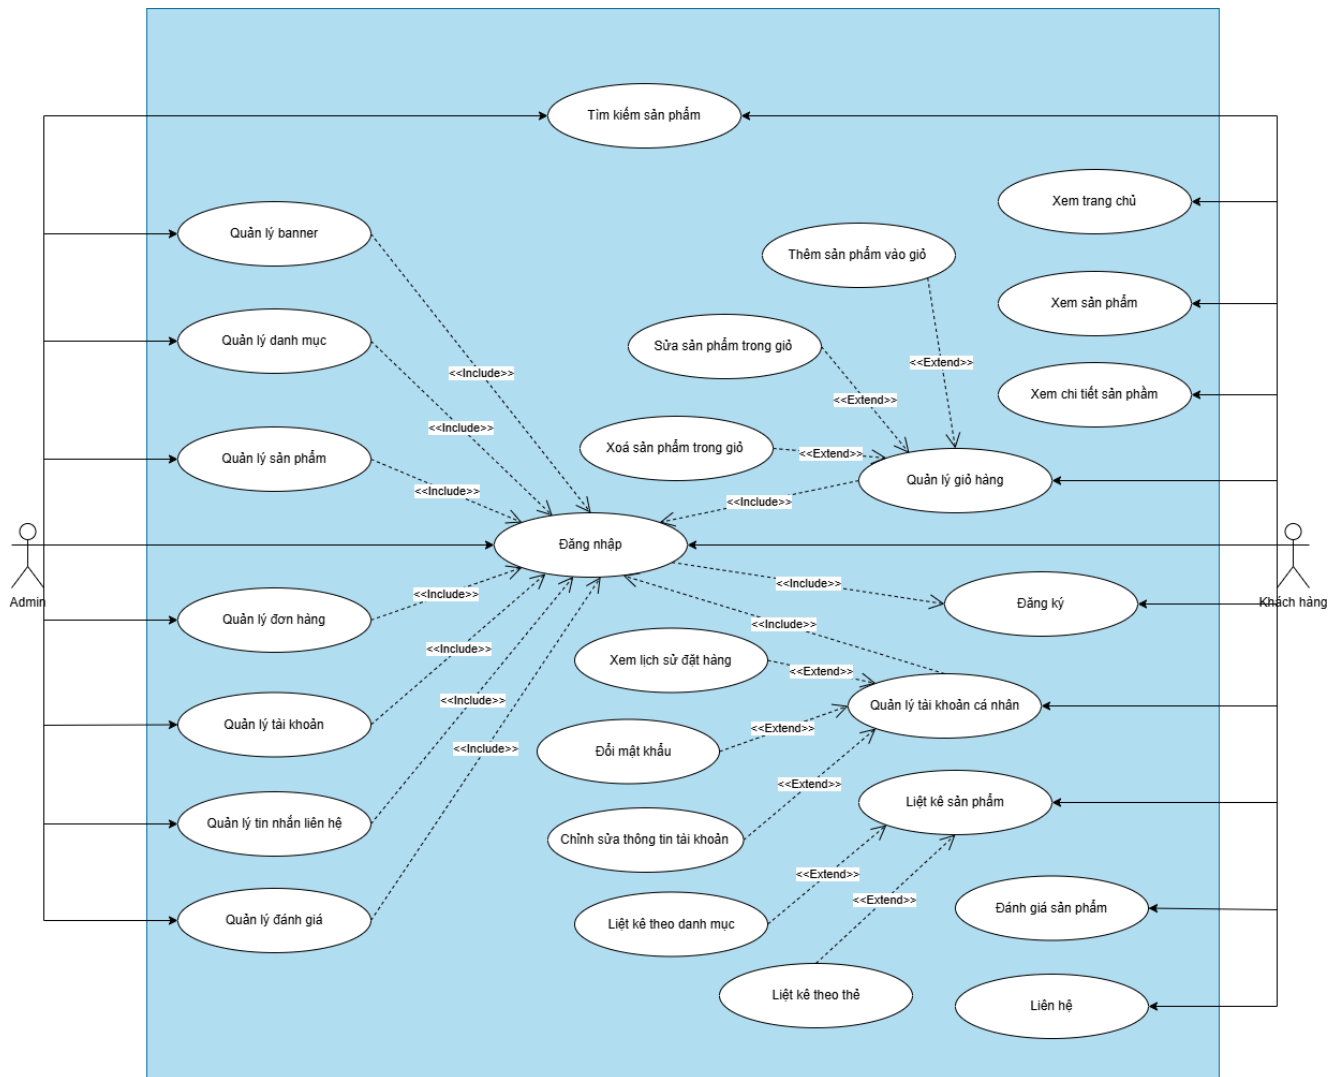 Tìm kiếm sản phẩm
Xem trang chủ
Quản lý banner
Thêm sản phẩm vào giỏ
Xem sản phẩm
Quản lý danh mục
Sửa sản phẩm trong giỏ
<<Extend>>
<<Include>>
Xem chi tiết sản phầm
<<Extend>>
<<Include>>
Xoá sản phẩm trong giỏ
<<Extend>>
Quản lý sản phẩm
Quản lý giỏ hàng
<<Include>>
<<Include>>
Đăng nhập
<<Include>>
<<Include>>
Admin
Đăng ký
Khách hàng
Quản lý đơn hàng
<<Include>>
<<Include>>
Xem lịch sử đặt hàng
<<Extend>>
<<Include>>
Quản lý tài khoản cá nhân
Quản lý tài khoản
<<Extend>>
<<Include>>
Đổi mật khẩu
<<Extend>>
Liệt kê sản phẩm
Quản lý tin nhắn liên hệ
Chỉnh sửa thông tin tài khoản
<<Extend>>
<<Extend>>
Đánh giá sản phẩm
Quản lý đánh giá
Liệt kê theo danh mục
Liệt kê theo thẻ
Liên hệ